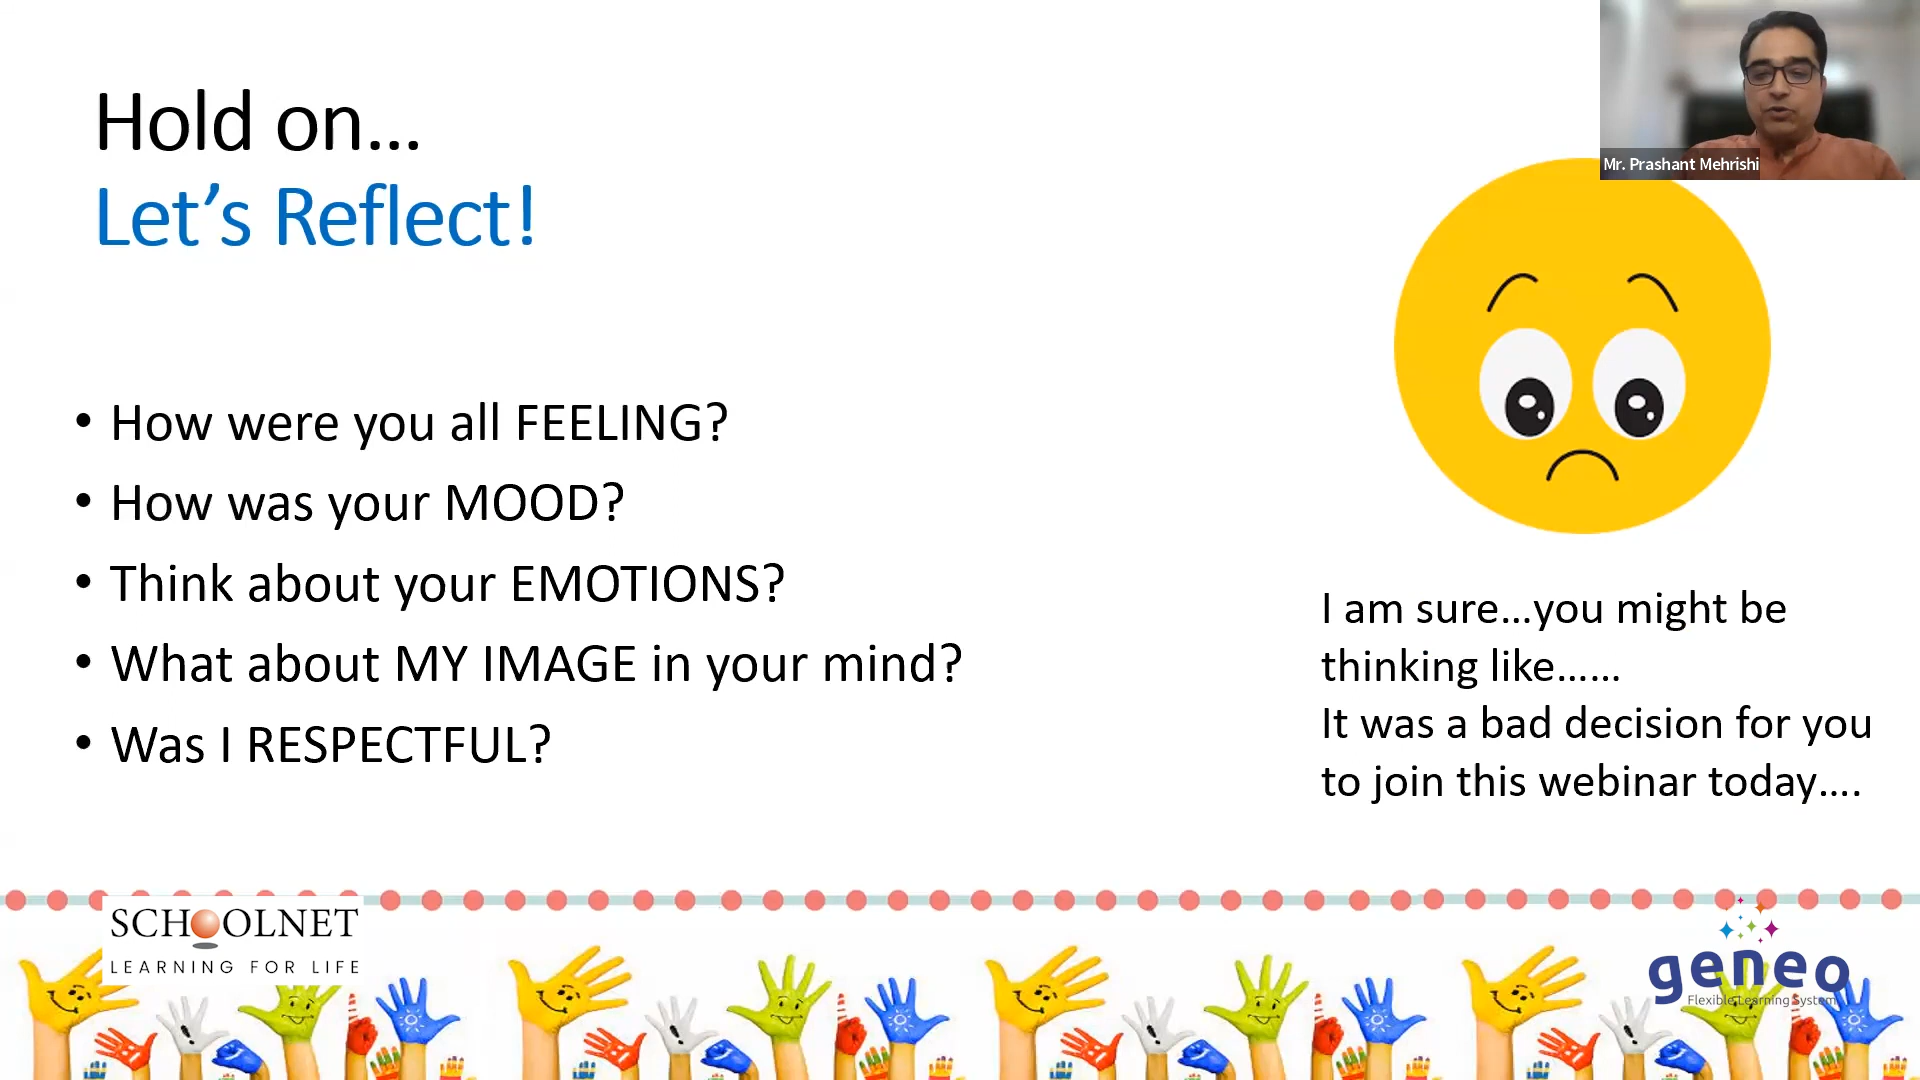 Hold on...
Let's Reflect!
Mr. Prashant Mehrishi
• How were you all FEELING?
• How was your MOOD?
• Think about your EMOTIONS?
• What about MY IMAGE in your mind?
• Was I RESPECTFUL?
I am sure...you might be
thinking like......
It was a bad decision for you
to join this webinar today....
SCHOOLNET
LEARNING FOR LIFE
geneo
Flexible Learning System